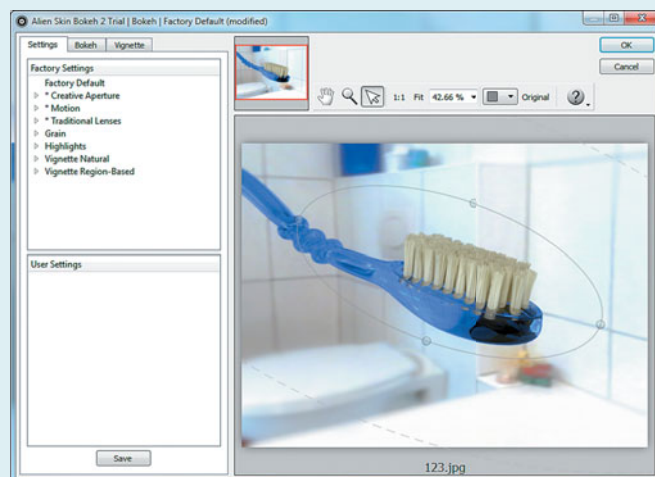 Alien Skin Bokeh 2 Trial | Bokeh | Factory Default (modified)
Settings Bokeh Vignette
Factory Settings
Factory Default
* Creative Aperture
* Motion
* Traditional Lenses
Grain
Highlights
Vignette Natural
Vignette Region-Based
User Settings
Save
OK
Cancel
1:1 Fit 42.66 % Original ?
123.jpg